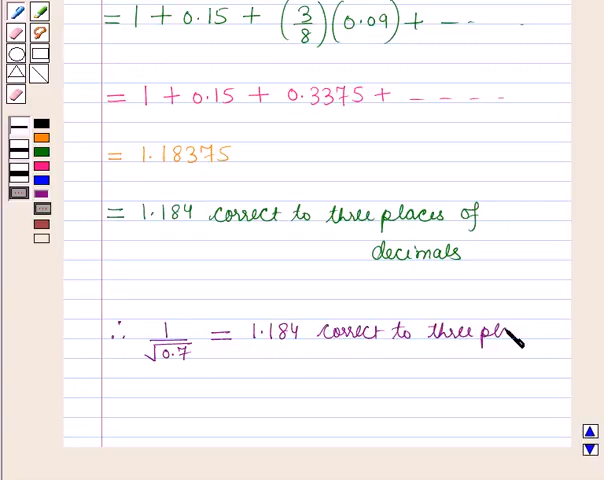 = 1 + 0.15 + (3/8)(0.09) + -- - -
= 1 + 0.15 + 0.3375 + - - - - -
= 1.18375
= 1.184 correct to three places of
decimals
∴ 1/√0.7 = 1.184 correct to three pla